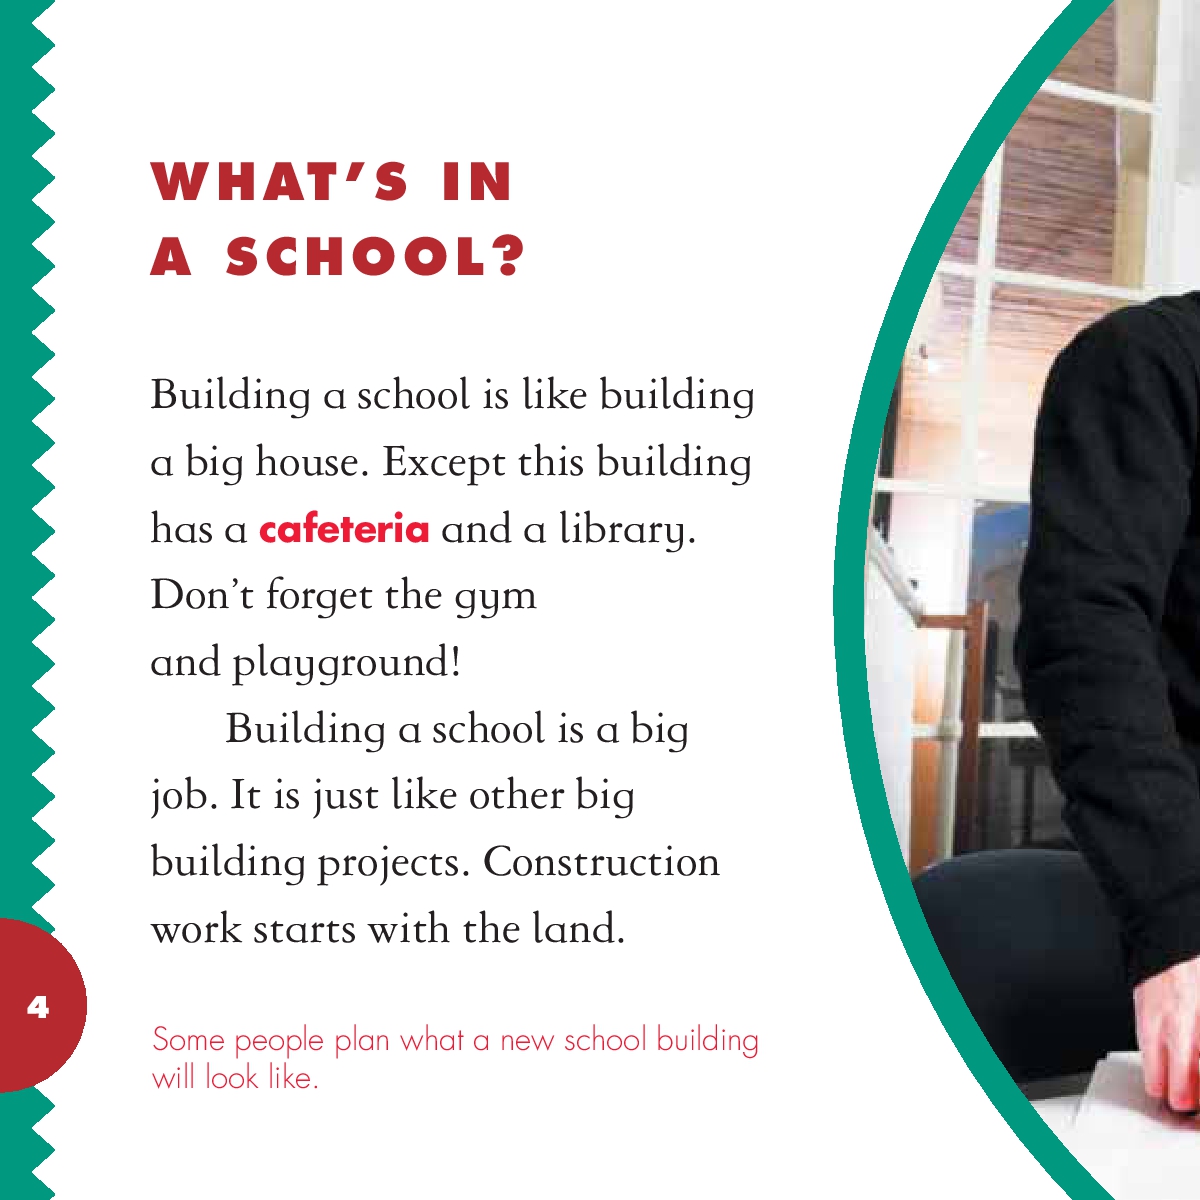 WHAT'S IN
A SCHOOL?
Building a school is like building
a big house. Except this building
has a cafeteria and a library.
Don't forget the gym
and playground!
Building a school is a big
job. It is just like other big
building projects. Construction
work starts with the land.
4
Some people plan what a new school building
will look like.